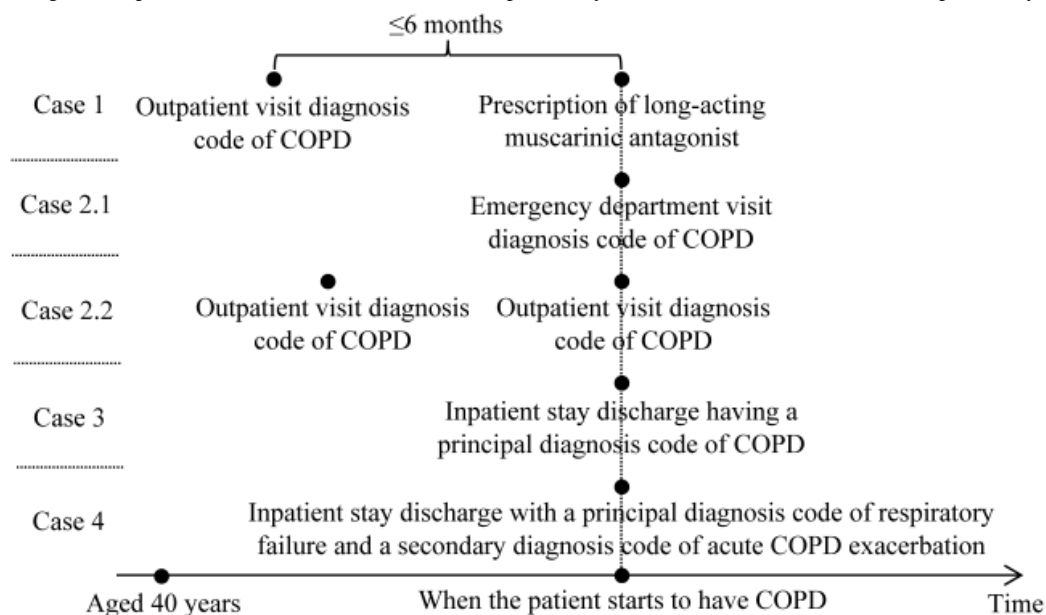 ≤6 months
Case 1
Outpatient visit diagnosis
code of COPD
Prescription of long-acting
muscarinic antagonist
Case 2.1
Emergency department visit
diagnosis code of COPD
Case 2.2
Outpatient visit diagnosis
code of COPD
Outpatient visit diagnosis
code of COPD
Case 3
Inpatient stay discharge having a
principal diagnosis code of COPD
Case 4
Inpatient stay discharge with a principal diagnosis code of respiratory
failure and a secondary diagnosis code of acute COPD exacerbation
Aged 40 years
When the patient starts to have COPD
Time